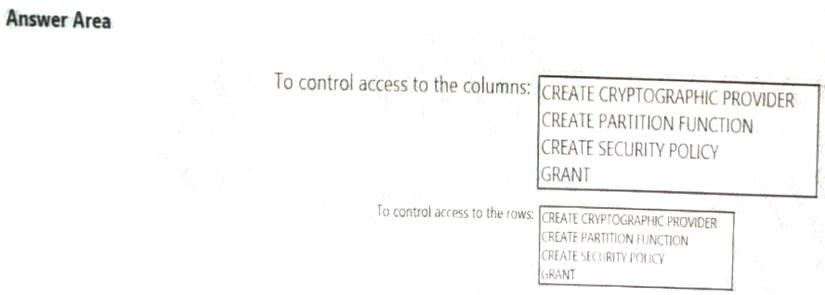 Answer Area
To control access to the columns:
CREATE CRYPTOGRAPHIC PROVIDER
CREATE PARTITION FUNCTION
CREATE SECURITY POLICY
GRANT
To control access to the rows:
CREATE CRYPTOGRAPHIC PROVIDER
CREATE PARTITION FUNCTION
CREATE SECURITY POLICY
GRANT